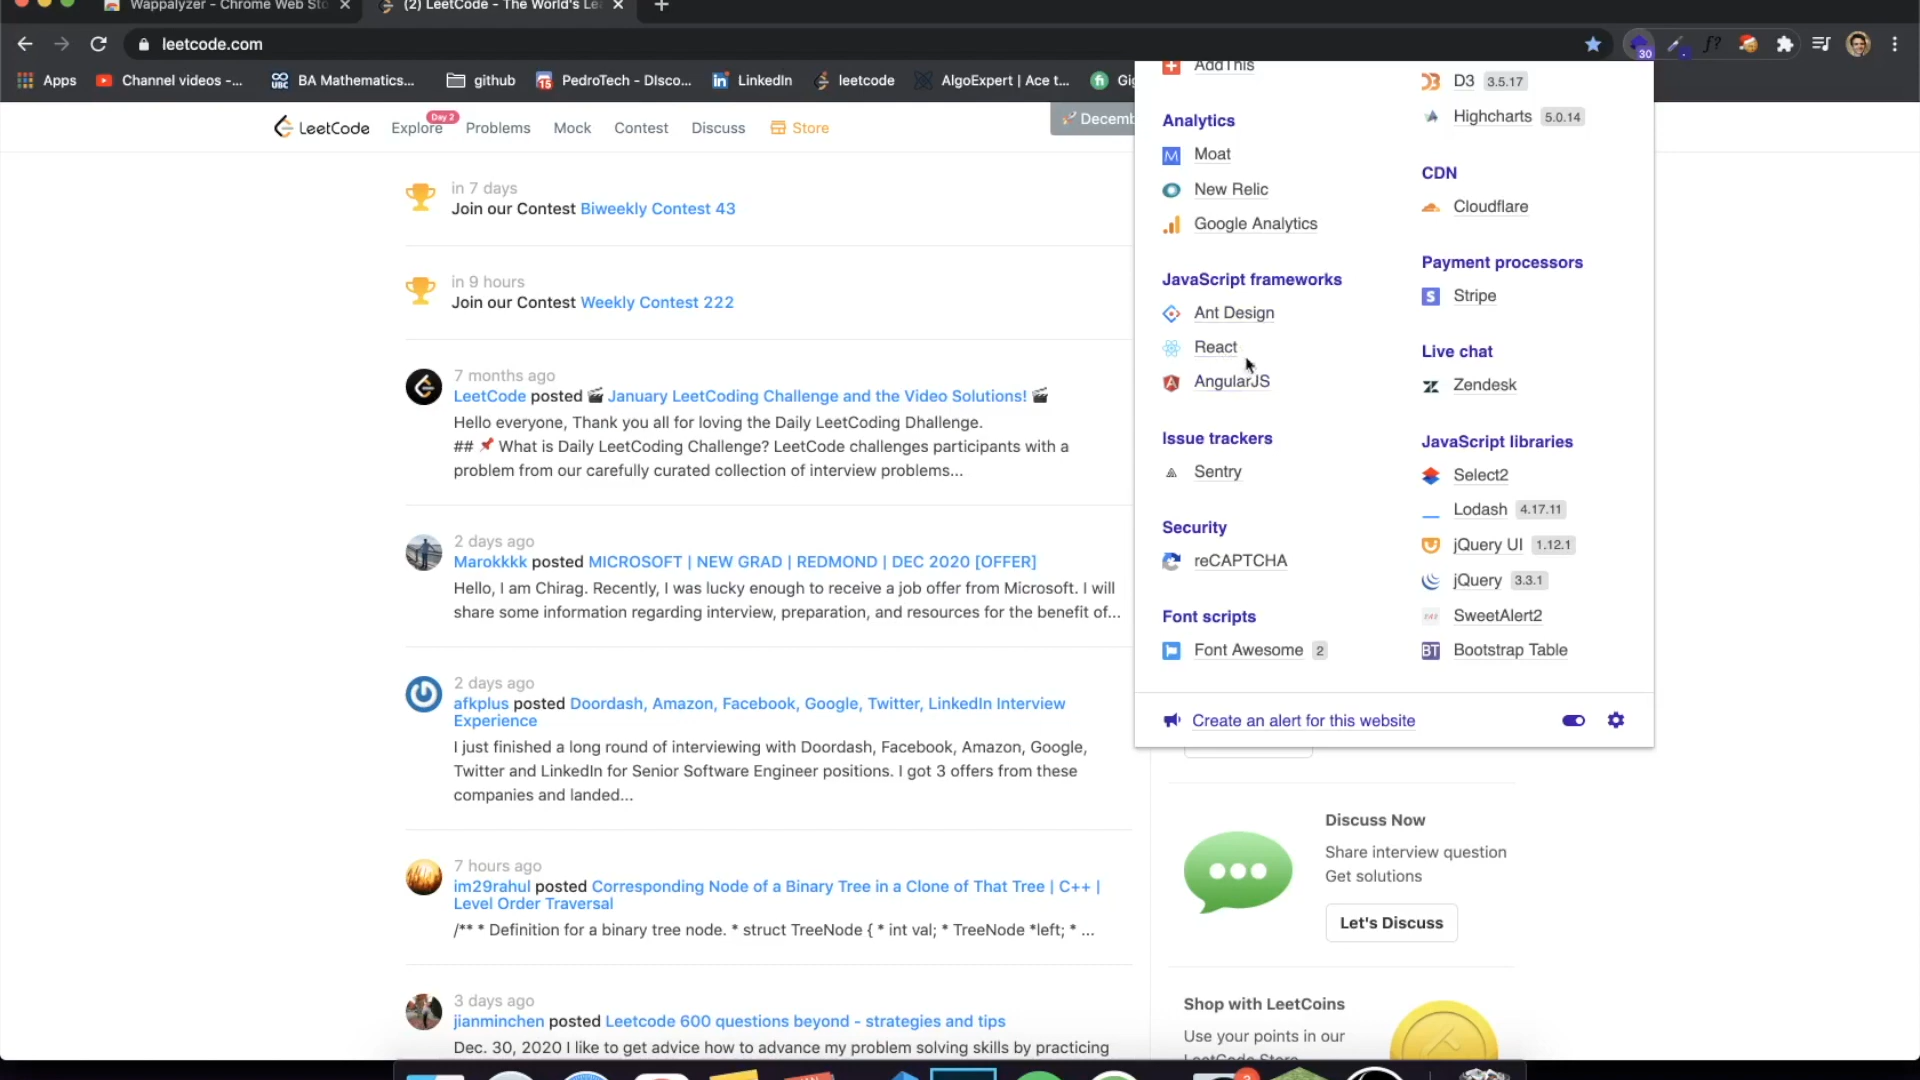 Wappalyzer - Chrome Web Sto
(2) LeetCode - The World's Le
leetcode.com
30
Apps
Channel videos -...
BA Mathematics...
github
PedroTech - DIsco...
LinkedIn
leetcode
AlgoExpert | Ace t...
LeetCode
Explore
Day 2
Problems
Mock
Contest
Discuss
Store
in 7 days
Join our Contest Biweekly Contest 43
in 9 hours
Join our Contest Weekly Contest 222
7 months ago
LeetCode posted 🎬 January LeetCoding Challenge and the Video Solutions! 🎬
Hello everyone, Thank you all for loving the Daily LeetCoding Dhallenge.
## 📌 What is Daily LeetCoding Challenge? LeetCode challenges participants with a
problem from our carefully curated collection of interview problems...
2 days ago
Marokkkk posted MICROSOFT | NEW GRAD | REDMOND | DEC 2020 [OFFER]
Hello, I am Chirag. Recently, I was lucky enough to receive a job offer from Microsoft. I will
share some information regarding interview, preparation, and resources for the benefit of...
2 days ago
afkplus posted Doordash, Amazon, Facebook, Google, Twitter, LinkedIn Interview
Experience
I just finished a long round of interviewing with Doordash, Facebook, Amazon, Google,
Twitter and LinkedIn for Senior Software Engineer positions. I got 3 offers from these
companies and landed...
7 hours ago
im29rahul posted Corresponding Node of a Binary Tree in a Clone of That Tree | C++ |
Level Order Traversal
/** * Definition for a binary tree node. * struct TreeNode { * int val; * TreeNode *left; * ...
3 days ago
jianminchen posted Leetcode 600 questions beyond - strategies and tips
Dec. 30, 2020 I like to get advice how to advance my problem solving skills by practicing
AddThis
Analytics
Moat
New Relic
Google Analytics
JavaScript frameworks
Ant Design
React
AngularJS
Issue trackers
Sentry
Security
reCAPTCHA
Font scripts
Font Awesome 2
D3 3.5.17
Highcharts 5.0.14
CDN
Cloudflare
Payment processors
Stripe
Live chat
Zendesk
JavaScript libraries
Select2
Lodash 4.17.11
jQuery UI 1.12.1
jQuery 3.3.1
SweetAlert2
Bootstrap Table
Create an alert for this website
Discuss Now
Share interview question
Get solutions
Let's Discuss
Shop with LeetCoins
Use your points in our
LeetCode Store